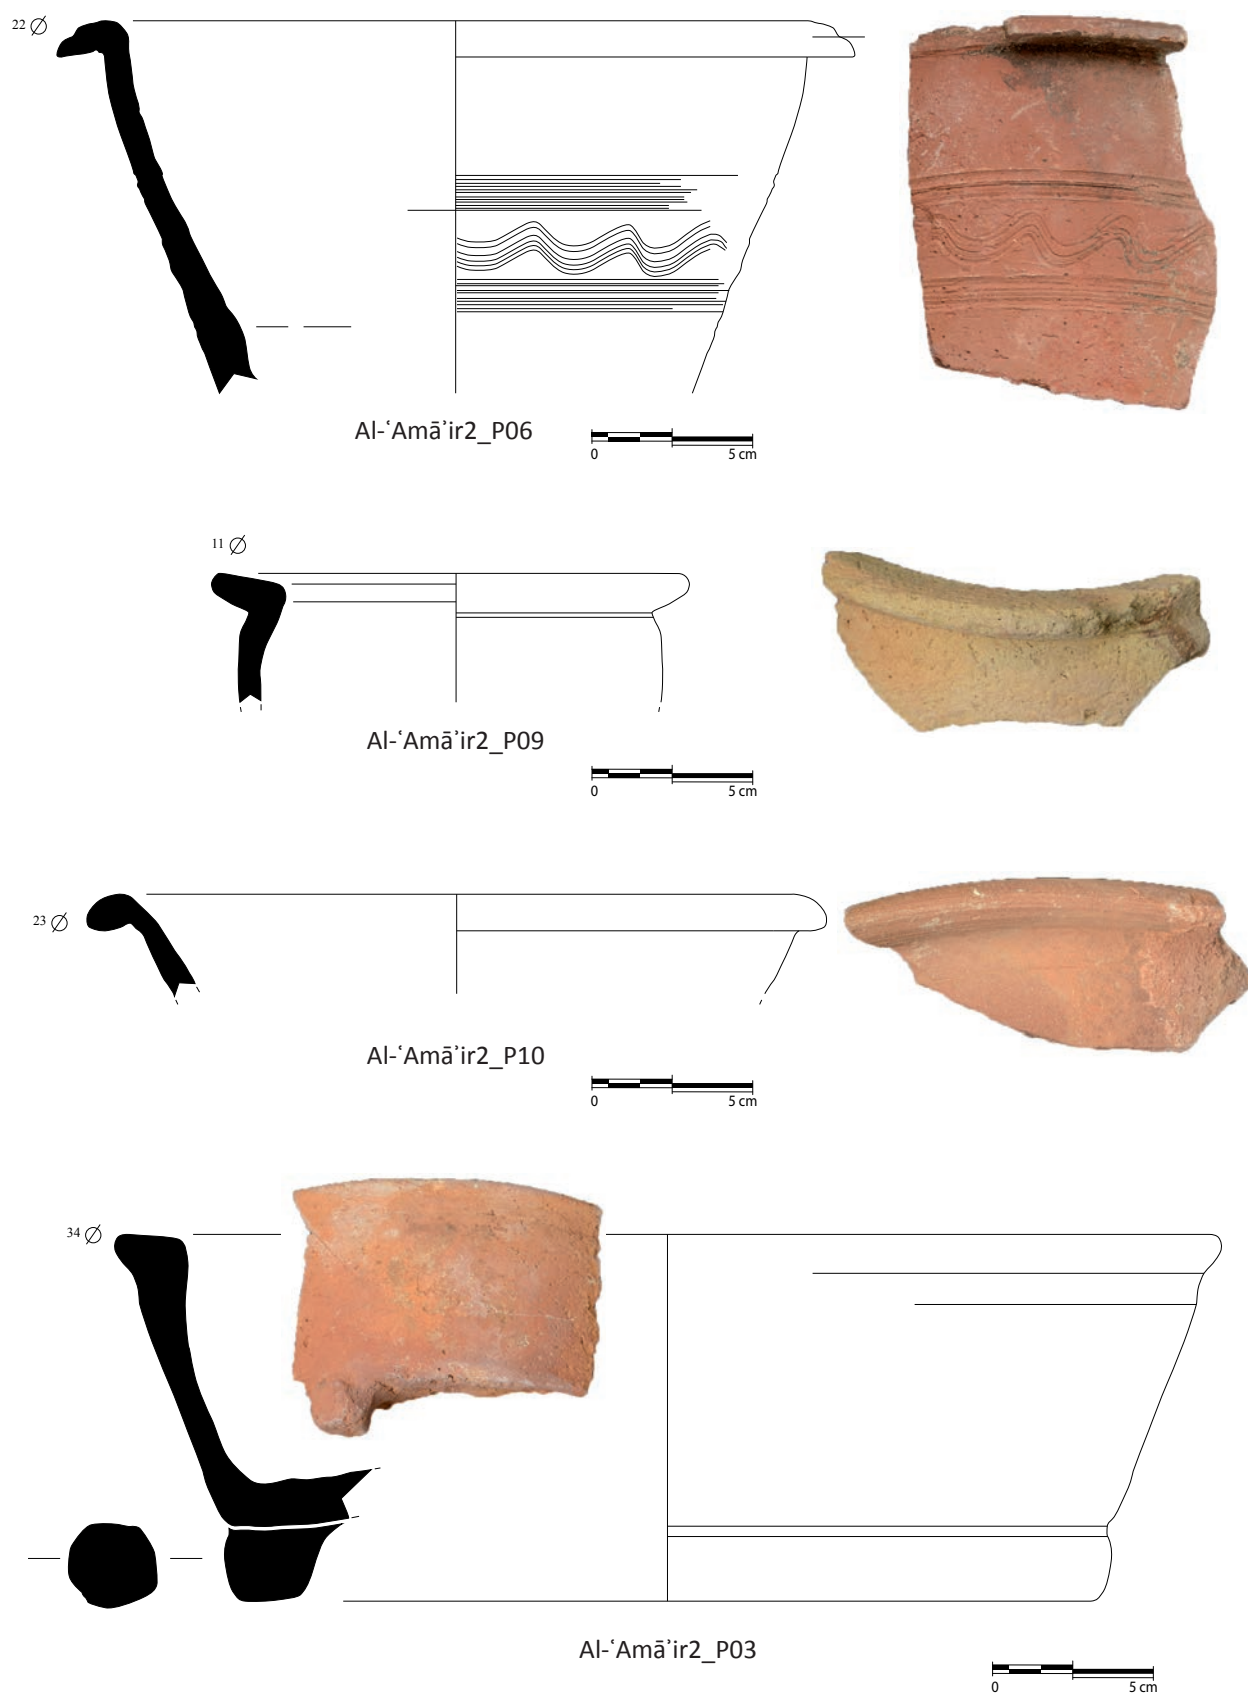 22 ∅
Al-ʿAmāʾir2_P06
0 5 cm
11 ∅
Al-ʿAmāʾir2_P09
0 5 cm
23 ∅
Al-ʿAmāʾir2_P10
0 5 cm
34 ∅
Al-ʿAmāʾir2_P03
0 5 cm